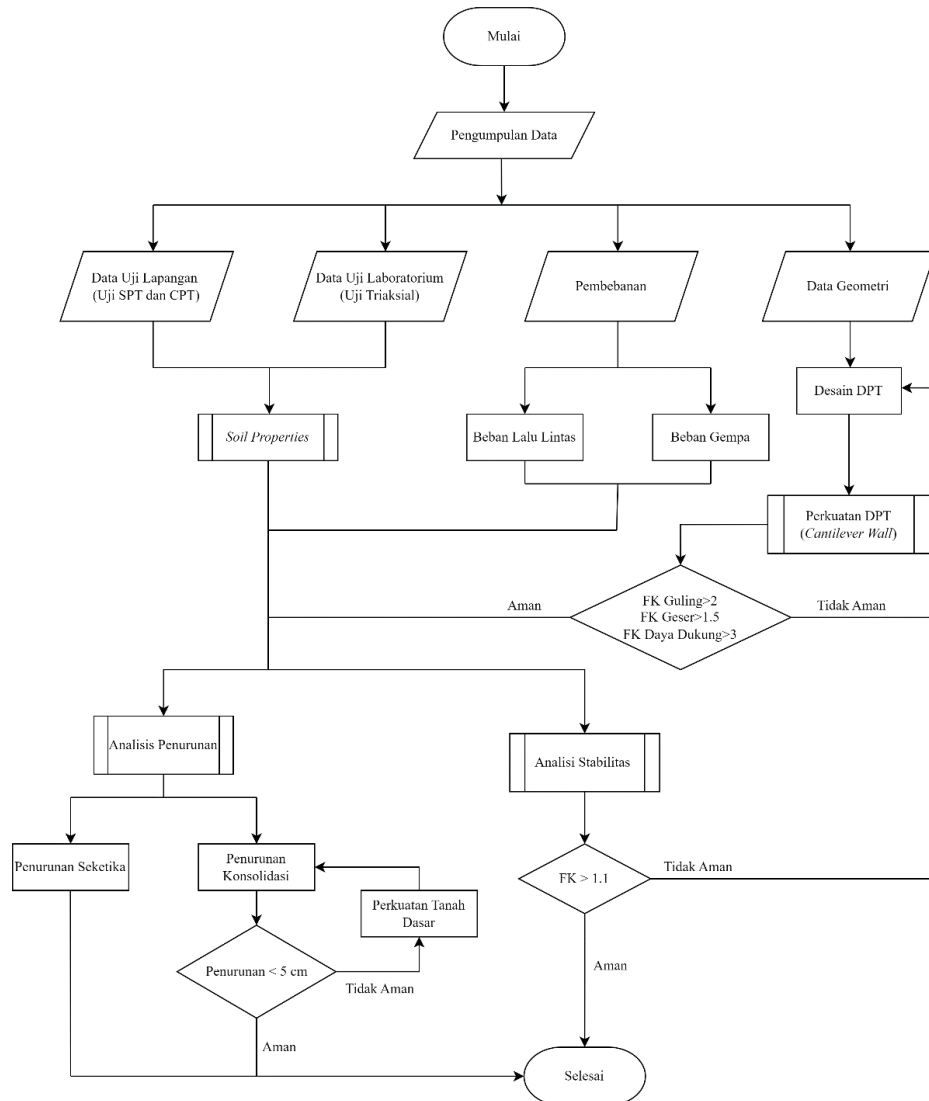 Mulai
Pengumpulan Data
Data Uji Lapangan
(Uji SPT dan CPT)
Data Uji Laboratorium
(Uji Triaksial)
Pembebanan
Data Geometri
Desain DPT
Soil Properties
Beban Lalu Lintas
Beban Gempa
Perkuatan DPT
(Cantilever Wall)
Aman
FK Guling>2
FK Geser>1.5
FK Daya Dukung>3
Tidak Aman
Analisis Penurunan
Analisi Stabilitas
Penurunan Seketika
Penurunan
Konsolidasi
Perkuatan Tanah
Dasar
FK > 1.1
Tidak Aman
Penurunan < 5 cm
Tidak Aman
Aman
Aman
Selesai